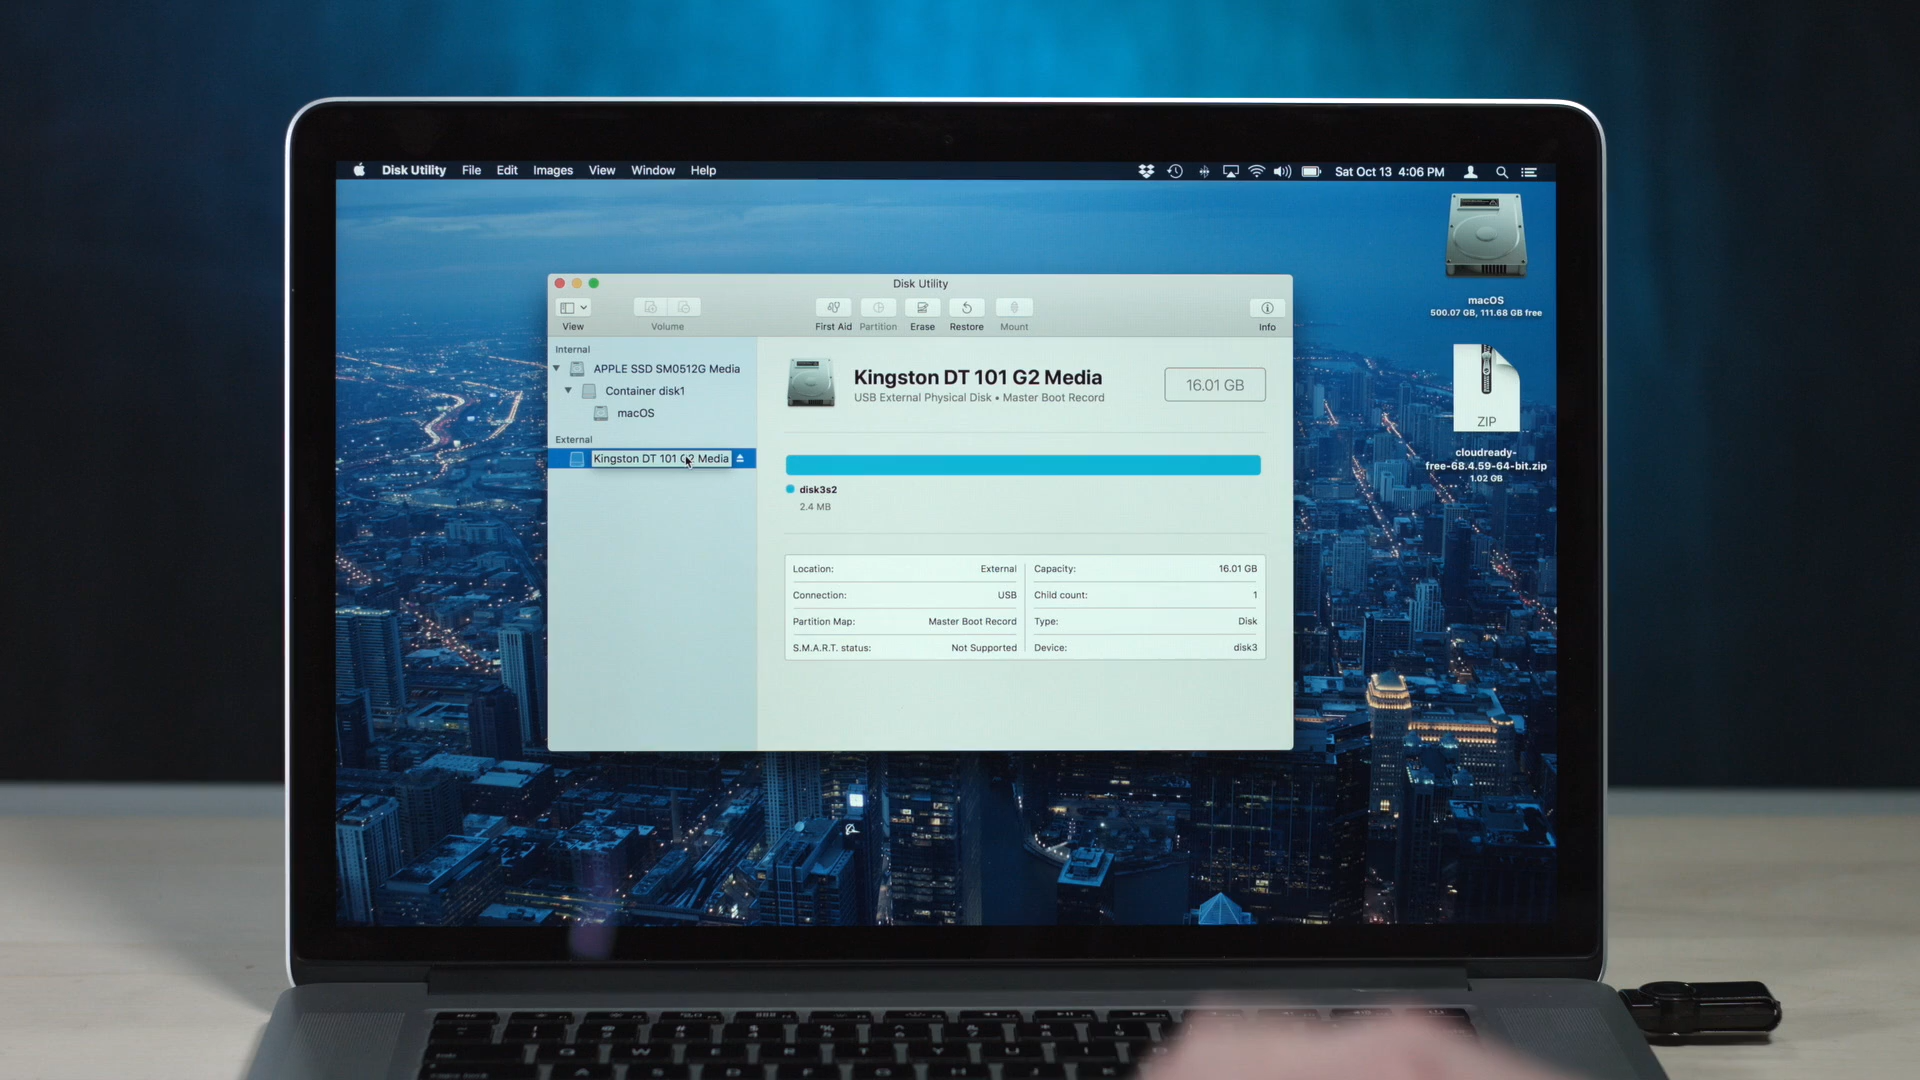 Disk Utility File Edit Images View Window Help Sat Oct 13 4:06 PM
macOS
500.07 GB, 111.68 GB free
ZIP
cloudready-
free-68.4.59-64-bit.zip
1.02 GB
Disk Utility
View Volume First Aid Partition Erase Restore Mount Info
Internal
APPLE SSD SM0512G Media
Container disk1
macOS
External
Kingston DT 101 G2 Media
Kingston DT 101 G2 Media
USB External Physical Disk • Master Boot Record
16.01 GB
disk3s2
2.4 MB
Location: External
Connection: USB
Partition Map: Master Boot Record
S.M.A.R.T. status: Not Supported
Capacity: 16.01 GB
Child count: 1
Type: Disk
Device: disk3